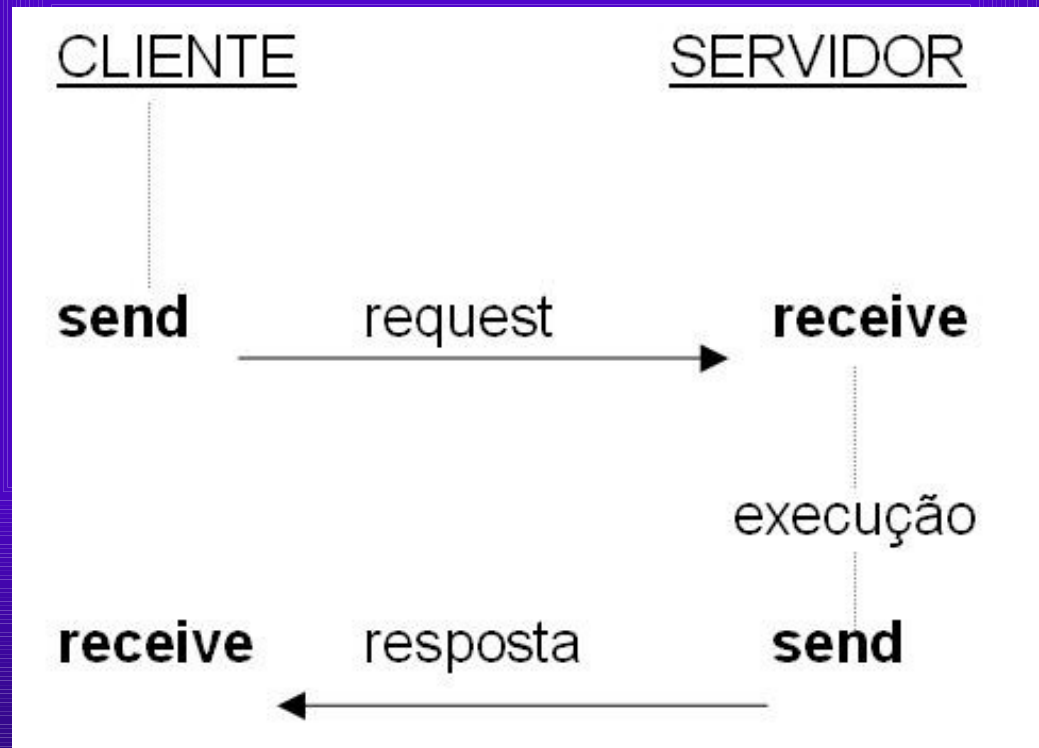 CLIENTE SERVIDOR
send request receive
execução
receive resposta send